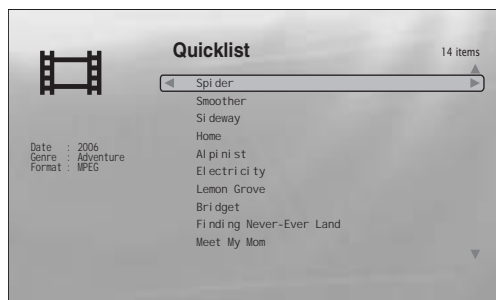 Quicklist
14 items
Spider
Smoother
Sideway
Home
Alpinist
Electricity
Lemon Grove
Bridget
Finding Never-Ever Land
Meet My Mom
Date : 2006
Genre : Adventure
Format : MPEG